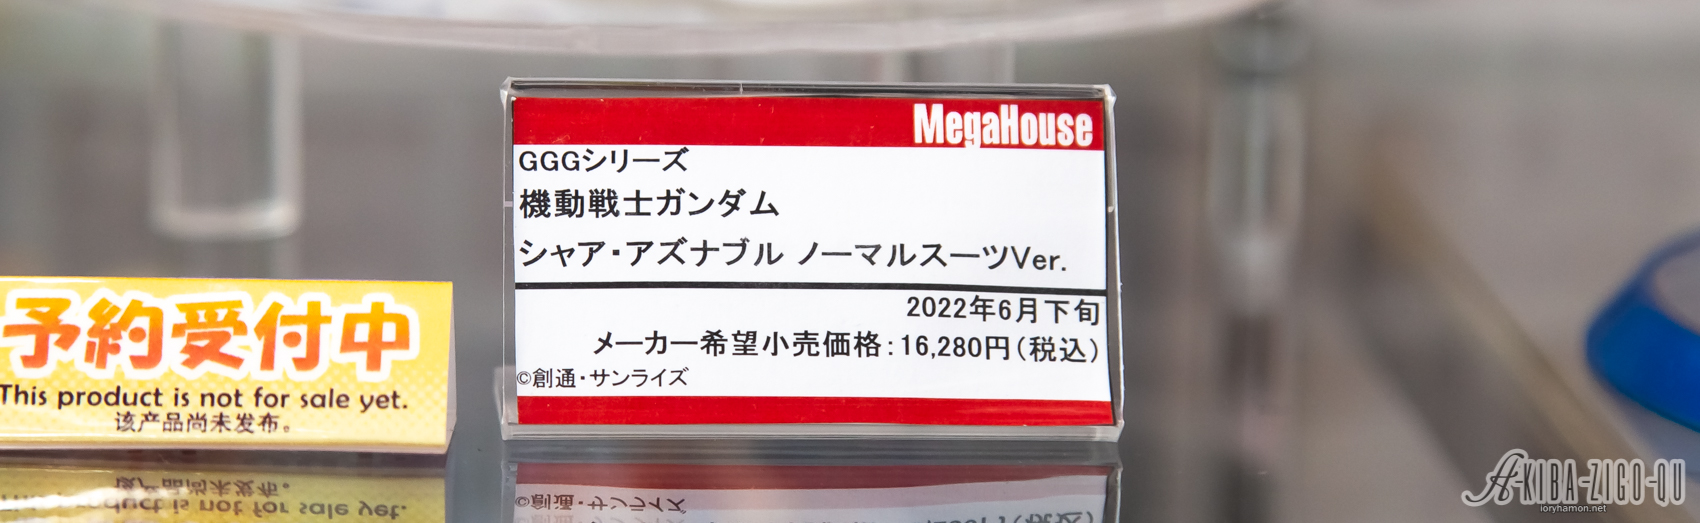 MegaHouse
GGGシリーズ
機動戦士ガンダム
シャア・アズナブル ノーマルスーツVer.
2022年6月下旬
メーカー希望小売価格:16,280円(税込)
©創通・サンライズ
予約受付中
This product is not for sale yet.
该产品尚未发布。
A-KIBA-ZIGO-QU
ioryhamon.net